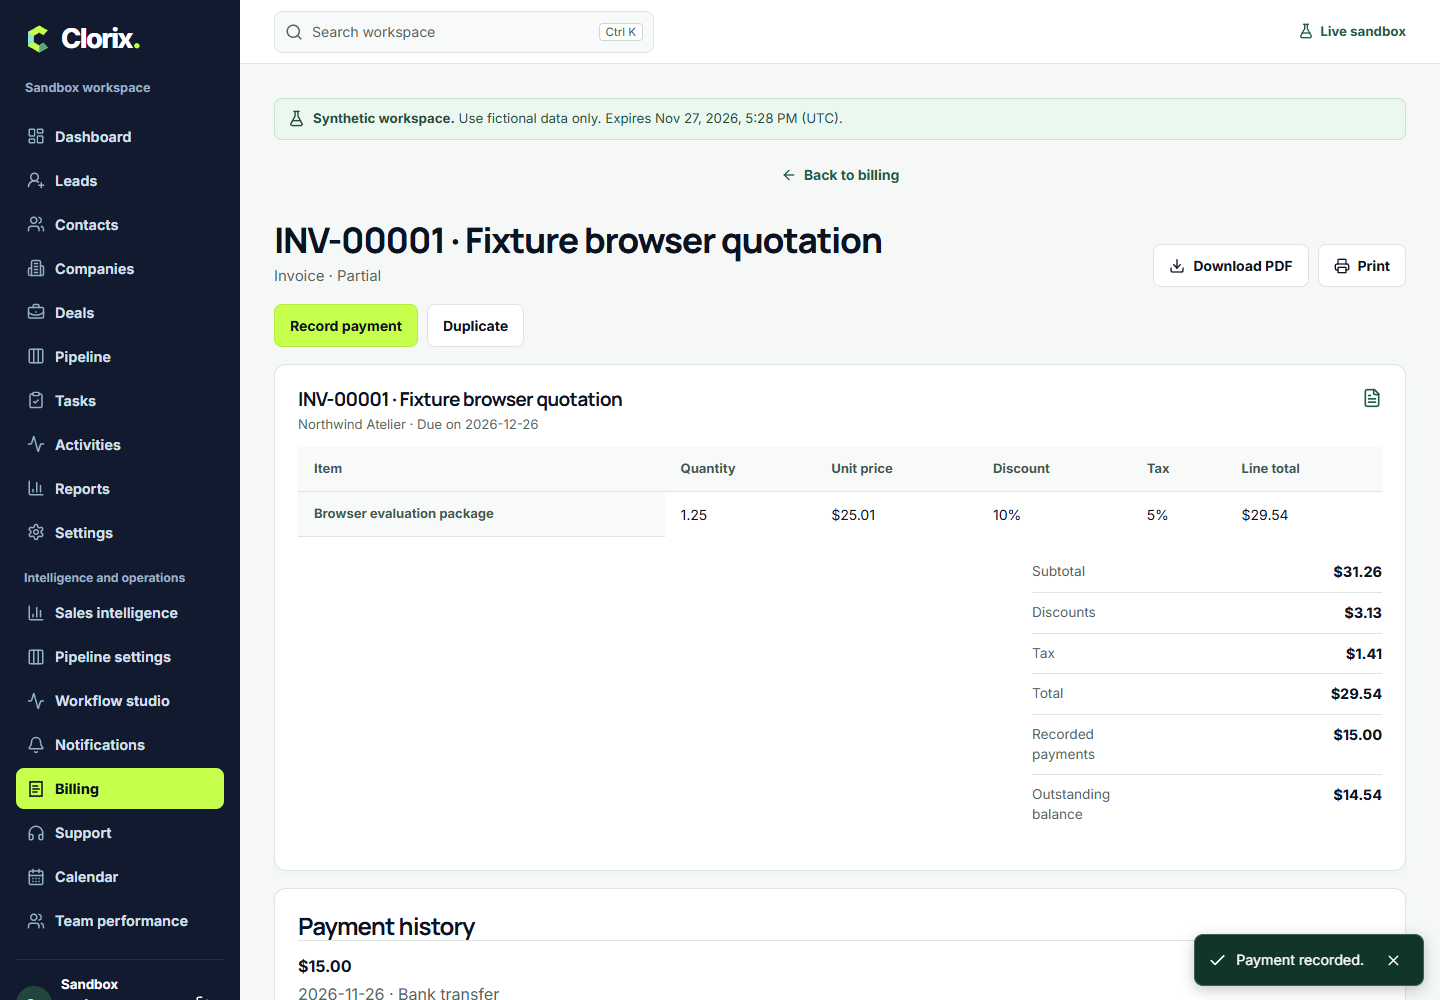 Clorix.
Sandbox workspace
Dashboard
Leads
Contacts
Companies
Deals
Pipeline
Tasks
Activities
Reports
Settings
Intelligence and operations
Sales intelligence
Pipeline settings
Workflow studio
Notifications
Billing
Support
Calendar
Team performance
Sandbox
Search workspace
Ctrl K
Live sandbox
Synthetic workspace. Use fictional data only. Expires Nov 27, 2026, 5:28 PM (UTC).
Back to billing
INV-00001 · Fixture browser quotation
Invoice · Partial
Download PDF
Print
Record payment
Duplicate
INV-00001 · Fixture browser quotation
Northwind Atelier · Due on 2026-12-26
Item Quantity Unit price Discount Tax Line total
Browser evaluation package 1.25 $25.01 10% 5% $29.54
Subtotal $31.26
Discounts $3.13
Tax $1.41
Total $29.54
Recorded payments $15.00
Outstanding balance $14.54
Payment history
$15.00
2026-11-26 · Bank transfer
Payment recorded.